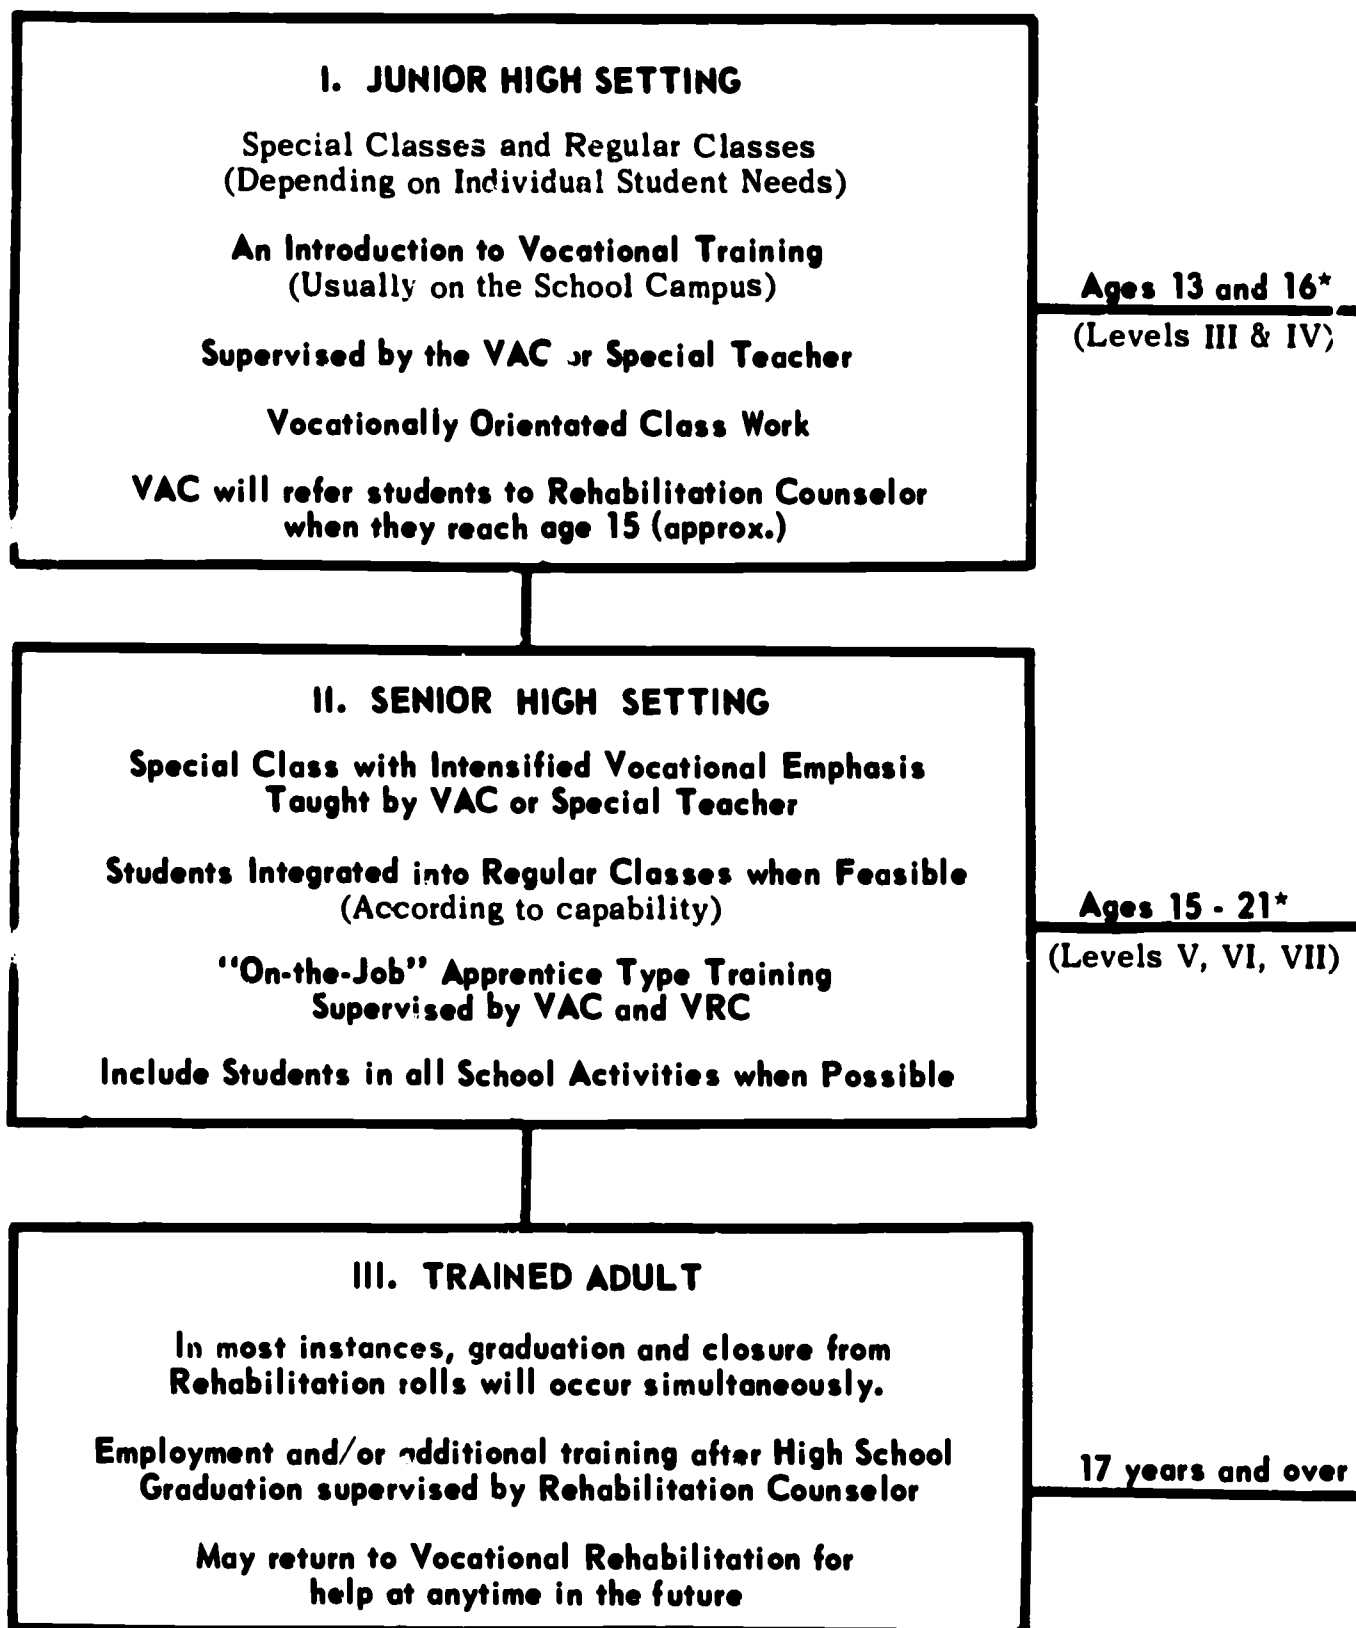 I. JUNIOR HIGH SETTING
Special Classes and Regular Classes
(Depending on Individual Student Needs)
An Introduction to Vocational Training
(Usually on the School Campus)
Supervised by the VAC or Special Teacher
Vocationally Orientated Class Work
VAC will refer students to Rehabilitation Counselor
when they reach age 15 (approx.)
Ages 13 and 16*
(Levels III & IV)
II. SENIOR HIGH SETTING
Special Class with Intensified Vocational Emphasis
Taught by VAC or Special Teacher
Students Integrated into Regular Classes when Feasible
(According to capability)
"On-the-Job" Apprentice Type Training
Supervised by VAC and VRC
Include Students in all School Activities when Possible
Ages 15 - 21*
(Levels V, VI, VII)
III. TRAINED ADULT
In most instances, graduation and closure from
Rehabilitation rolls will occur simultaneously.
Employment and/or additional training after High School
Graduation supervised by Rehabilitation Counselor
May return to Vocational Rehabilitation for
help at anytime in the future
17 years and over